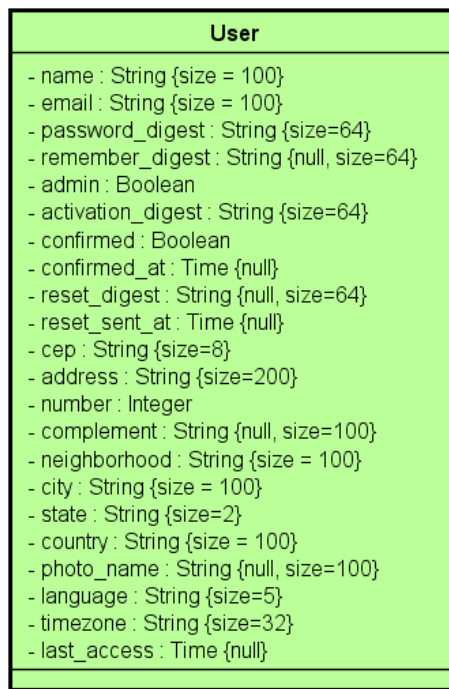 User
- name : String {size = 100}
- email : String {size = 100}
- password_digest : String {size=64}
- remember_digest : String {null, size=64}
- admin : Boolean
- activation_digest : String {size=64}
- confirmed : Boolean
- confirmed_at : Time {null}
- reset_digest : String {null, size=64}
- reset_sent_at : Time {null}
- cep : String {size=8}
- address : String {size=200}
- number : Integer
- complement : String {null, size=100}
- neighborhood : String {size = 100}
- city : String {size = 100}
- state : String {size=2}
- country : String {size = 100}
- photo_name : String {null, size=100}
- language : String {size=5}
- timezone : String {size=32}
- last_access : Time {null}